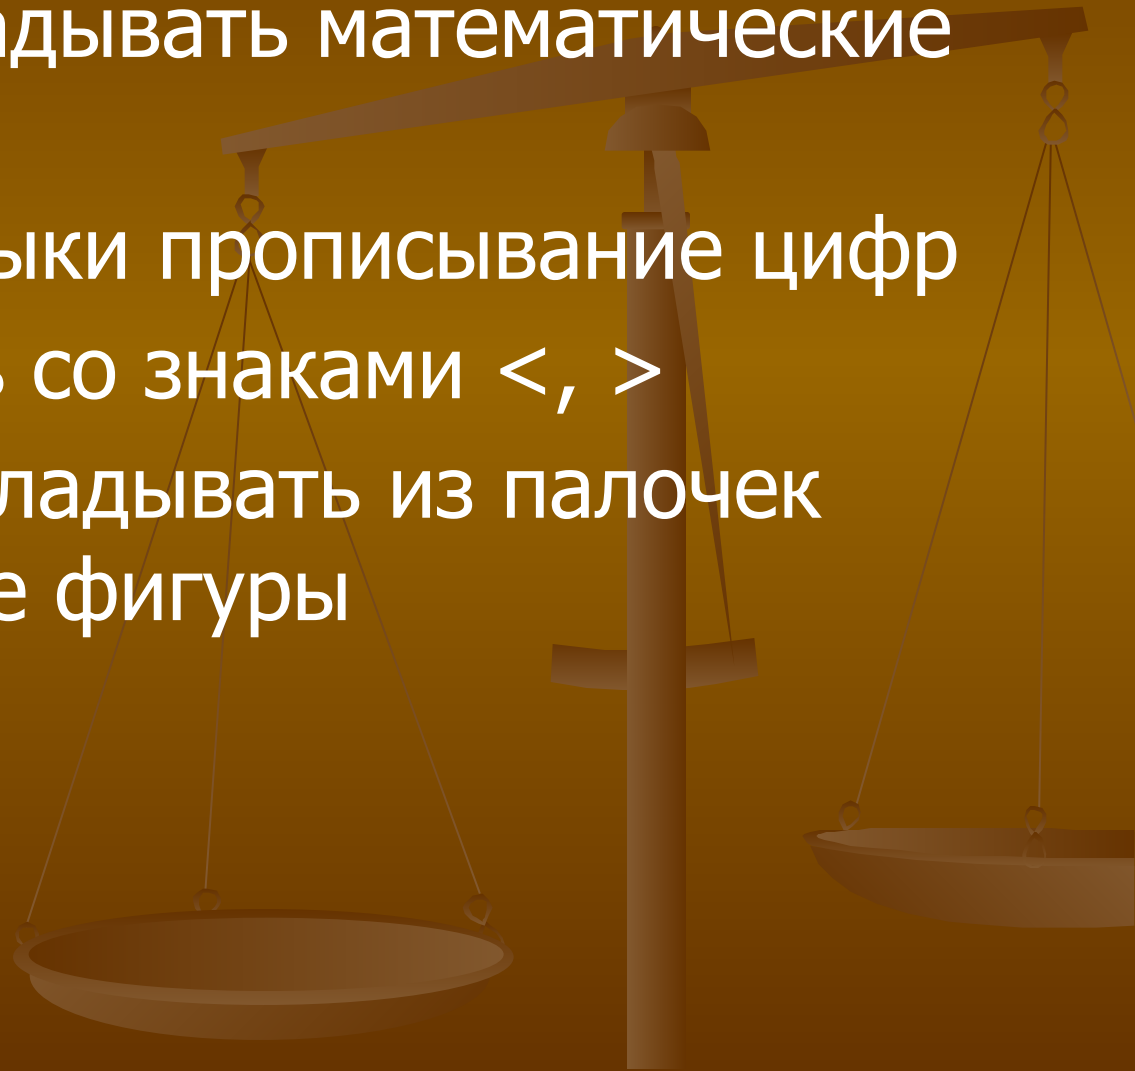 адывать математические
ыки прописывание цифр
ь со знаками <, >
ладывать из палочек
е фигуры